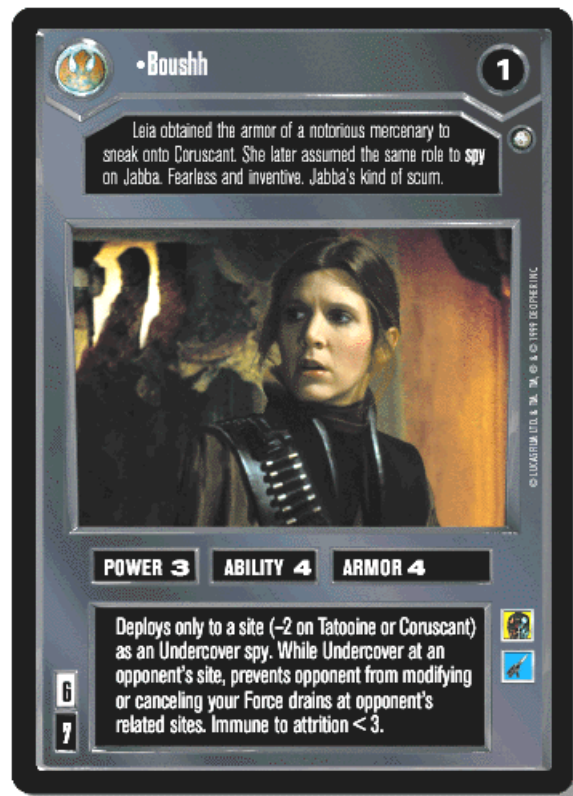 •Boushh
1
Leia obtained the armor of a notorious mercenary to
sneak onto Coruscant. She later assumed the same role to spy
on Jabba. Fearless and inventive. Jabba's kind of scum.
© LUCASFILM LTD. & TM. TM, ® & © 1999 DECIPHER INC
POWER 3
ABILITY 4
ARMOR 4
Deploys only to a site (–2 on Tatooine or Coruscant)
as an Undercover spy. While Undercover at an
opponent's site, prevents opponent from modifying
or canceling your Force drains at opponent's
related sites. Immune to attrition < 3.
6
7